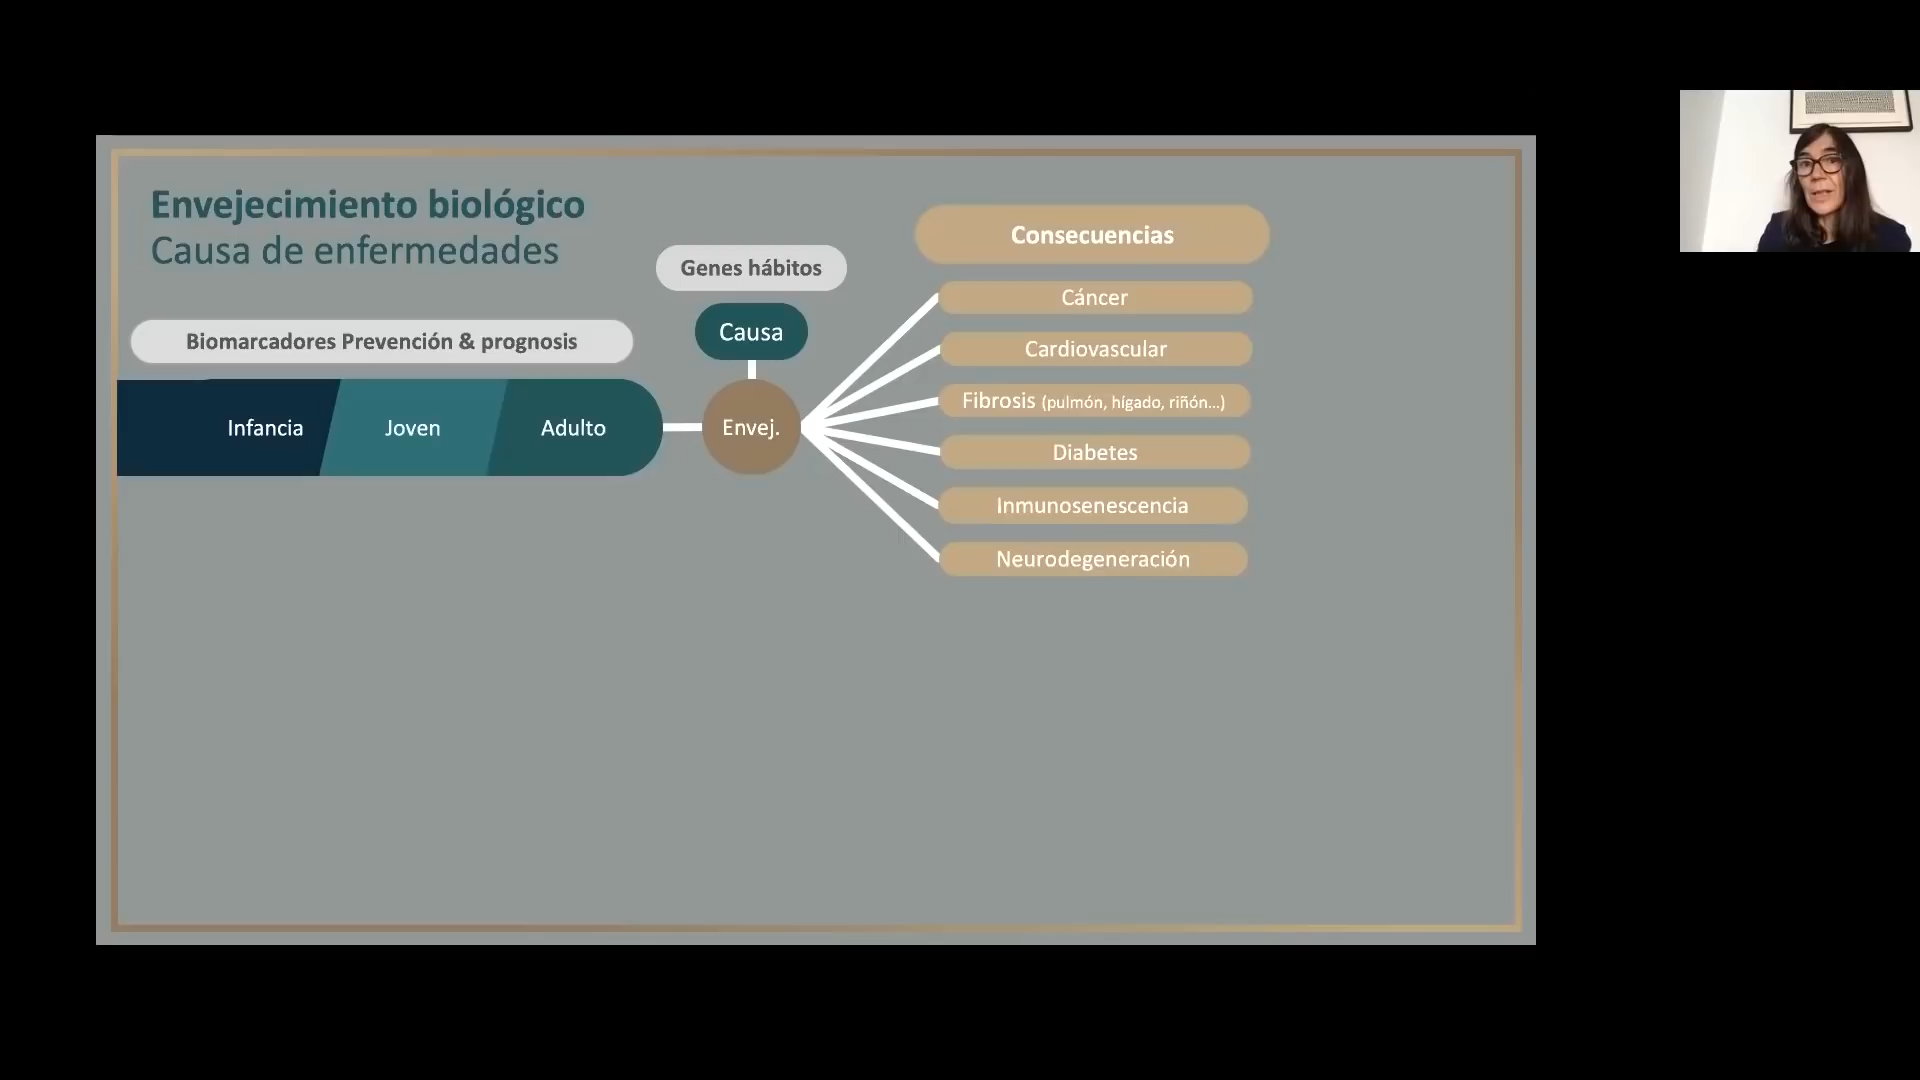 Envejecimiento biológico
Causa de enfermedades
Biomarcadores Prevención & prognosis
Infancia
Joven
Adulto
Genes hábitos
Causa
Envej.
Consecuencias
Cáncer
Cardiovascular
Fibrosis (pulmón, hígado, riñón...)
Diabetes
Inmunosenescencia
Neurodegeneración